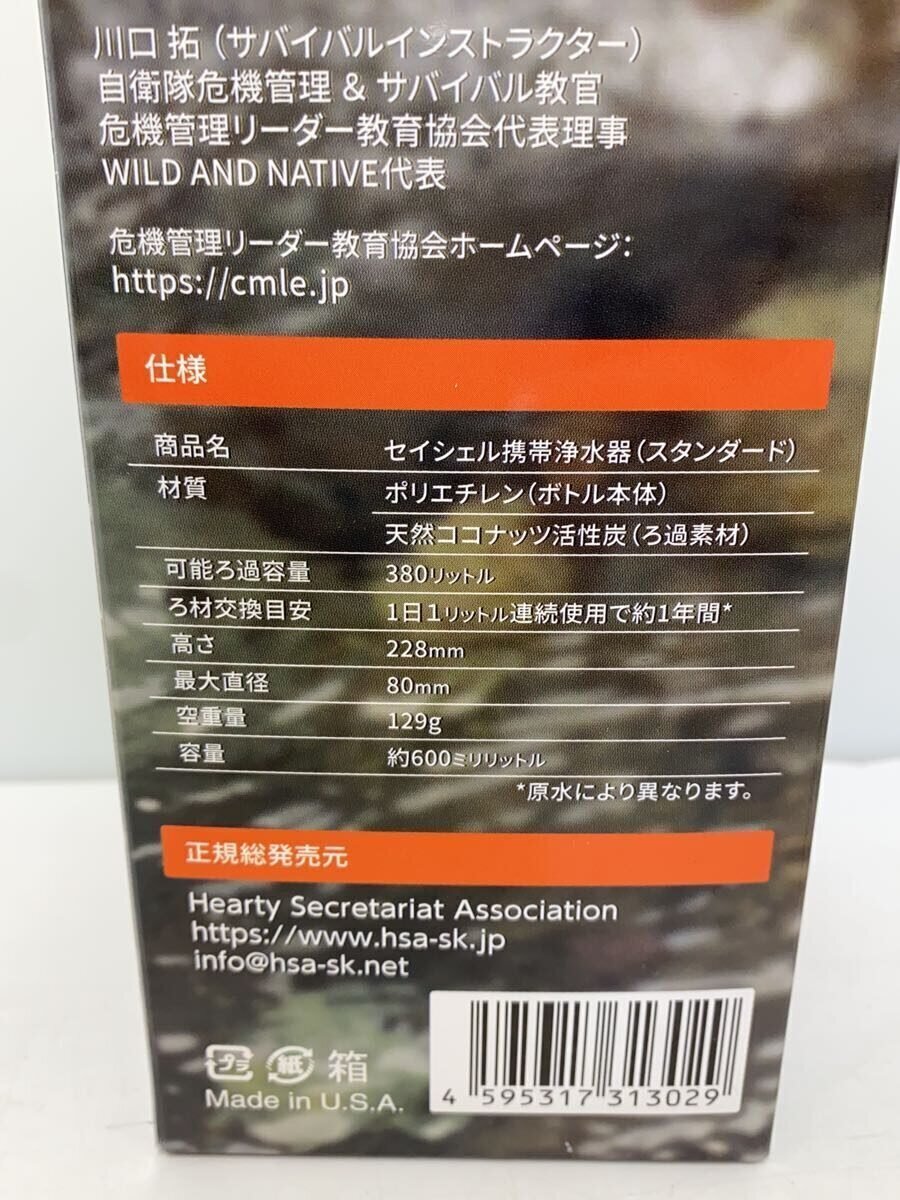 川口 拓（サバイバルインストラクター）
自衛隊危機管理 & サバイバル教官
危機管理リーダー教育協会代表理事
WILD AND NATIVE代表
危機管理リーダー教育協会ホームページ：
https://cmle.jp
仕様
商品名 セイシェル携帯浄水器（スタンダード）
材質 ポリエチレン（ボトル本体）
天然ココナッツ活性炭（ろ過素材）
可能ろ過容量 380リットル
ろ材交換目安 1日1リットル連続使用で約1年間*
高さ 228mm
最大直径 80mm
空重量 129g
容量 約600ミリリットル
*原水により異なります。
正規総発売元
Hearty Secretariat Association
https://www.hsa-sk.jp
info@hsa-sk.net
プラ 紙 箱
Made in U.S.A.
4 595317 313029